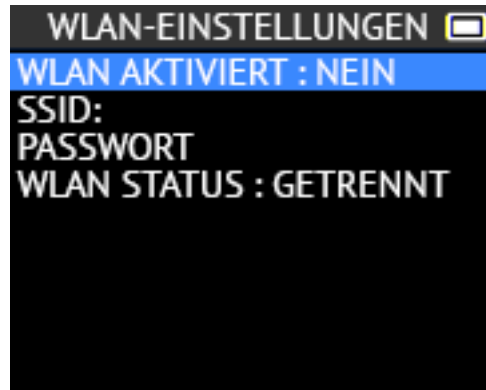 WLAN-EINSTELLUNGEN
WLAN AKTIVIERT : NEIN
SSID:
PASSWORT
WLAN STATUS : GETRENNT